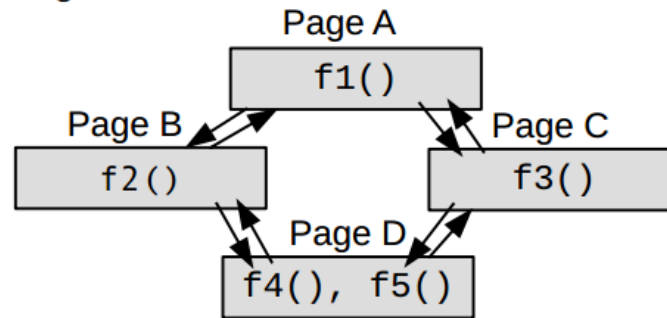 Page A
f1()
Page B
Page C
f2()
f3()
Page D
f4(), f5()